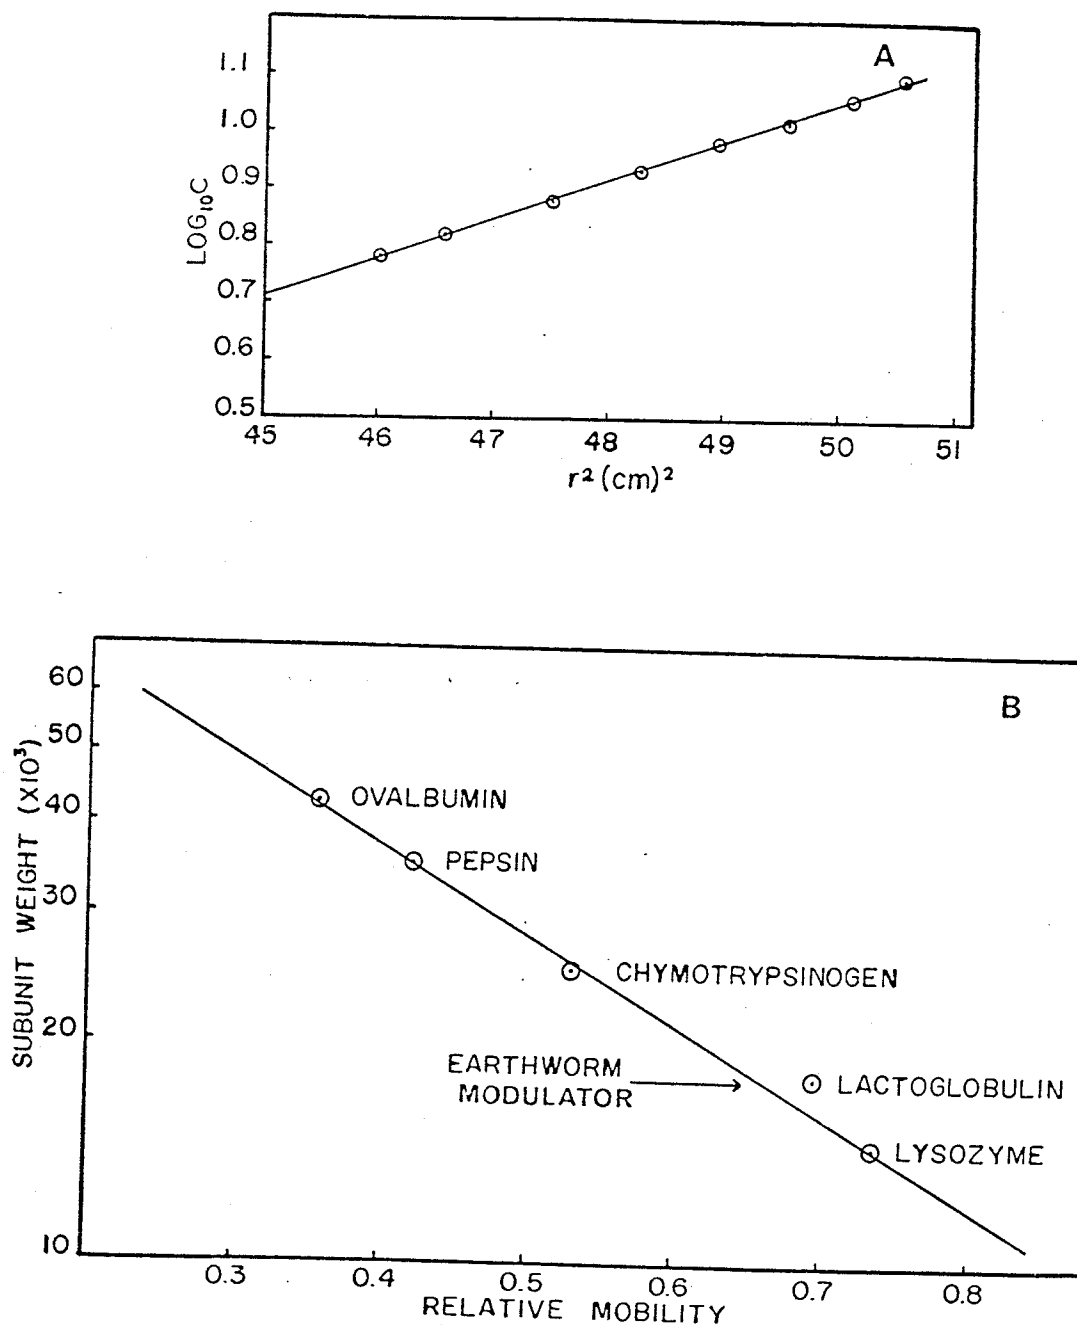 A
1.1
1.0
0.9
0.8
0.7
0.6
0.5
LOG₁₀C
45 46 47 48 49 50 51
r² (cm)²
B
60
50
40
30
20
10
SUBUNIT WEIGHT (X10³)
OVALBUMIN
PEPSIN
CHYMOTRYPSINOGEN
EARTHWORM
MODULATOR
LACTOGLOBULIN
LYSOZYME
0.3 0.4 0.5 0.6 0.7 0.8
RELATIVE MOBILITY